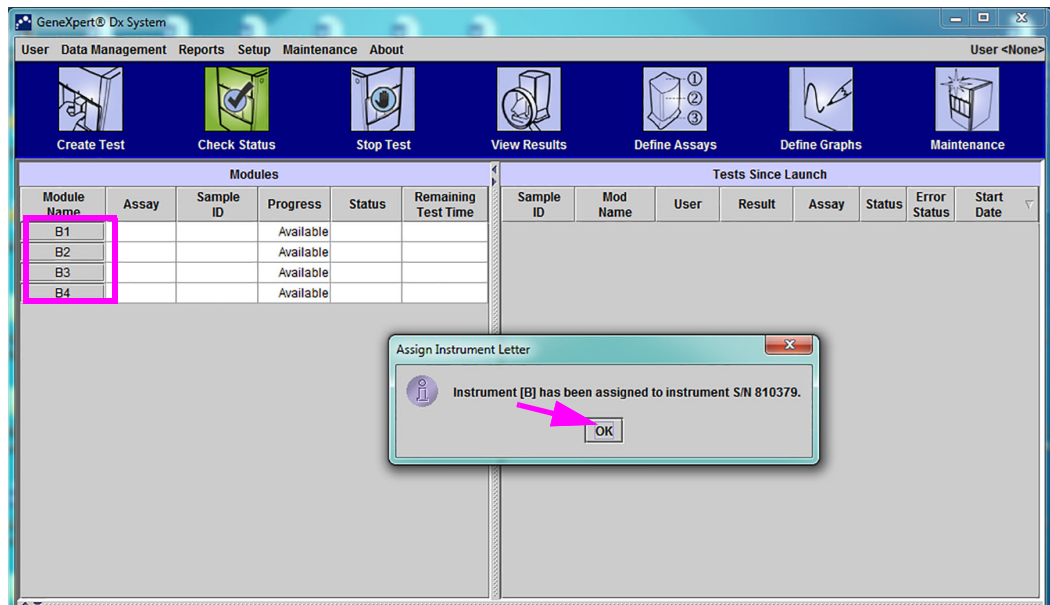 GeneXpert® Dx System
User Data Management Reports Setup Maintenance About User <None>
① ② ③
Create Test Check Status Stop Test View Results Define Assays Define Graphs Maintenance
Modules Tests Since Launch
Module Name Assay Sample ID Progress Status Remaining Test Time Sample ID Mod Name User Result Assay Status Error Status Start Date
B1 Available
B2 Available
B3 Available
B4 Available
Assign Instrument Letter
Instrument [B] has been assigned to instrument S/N 810379.
OK